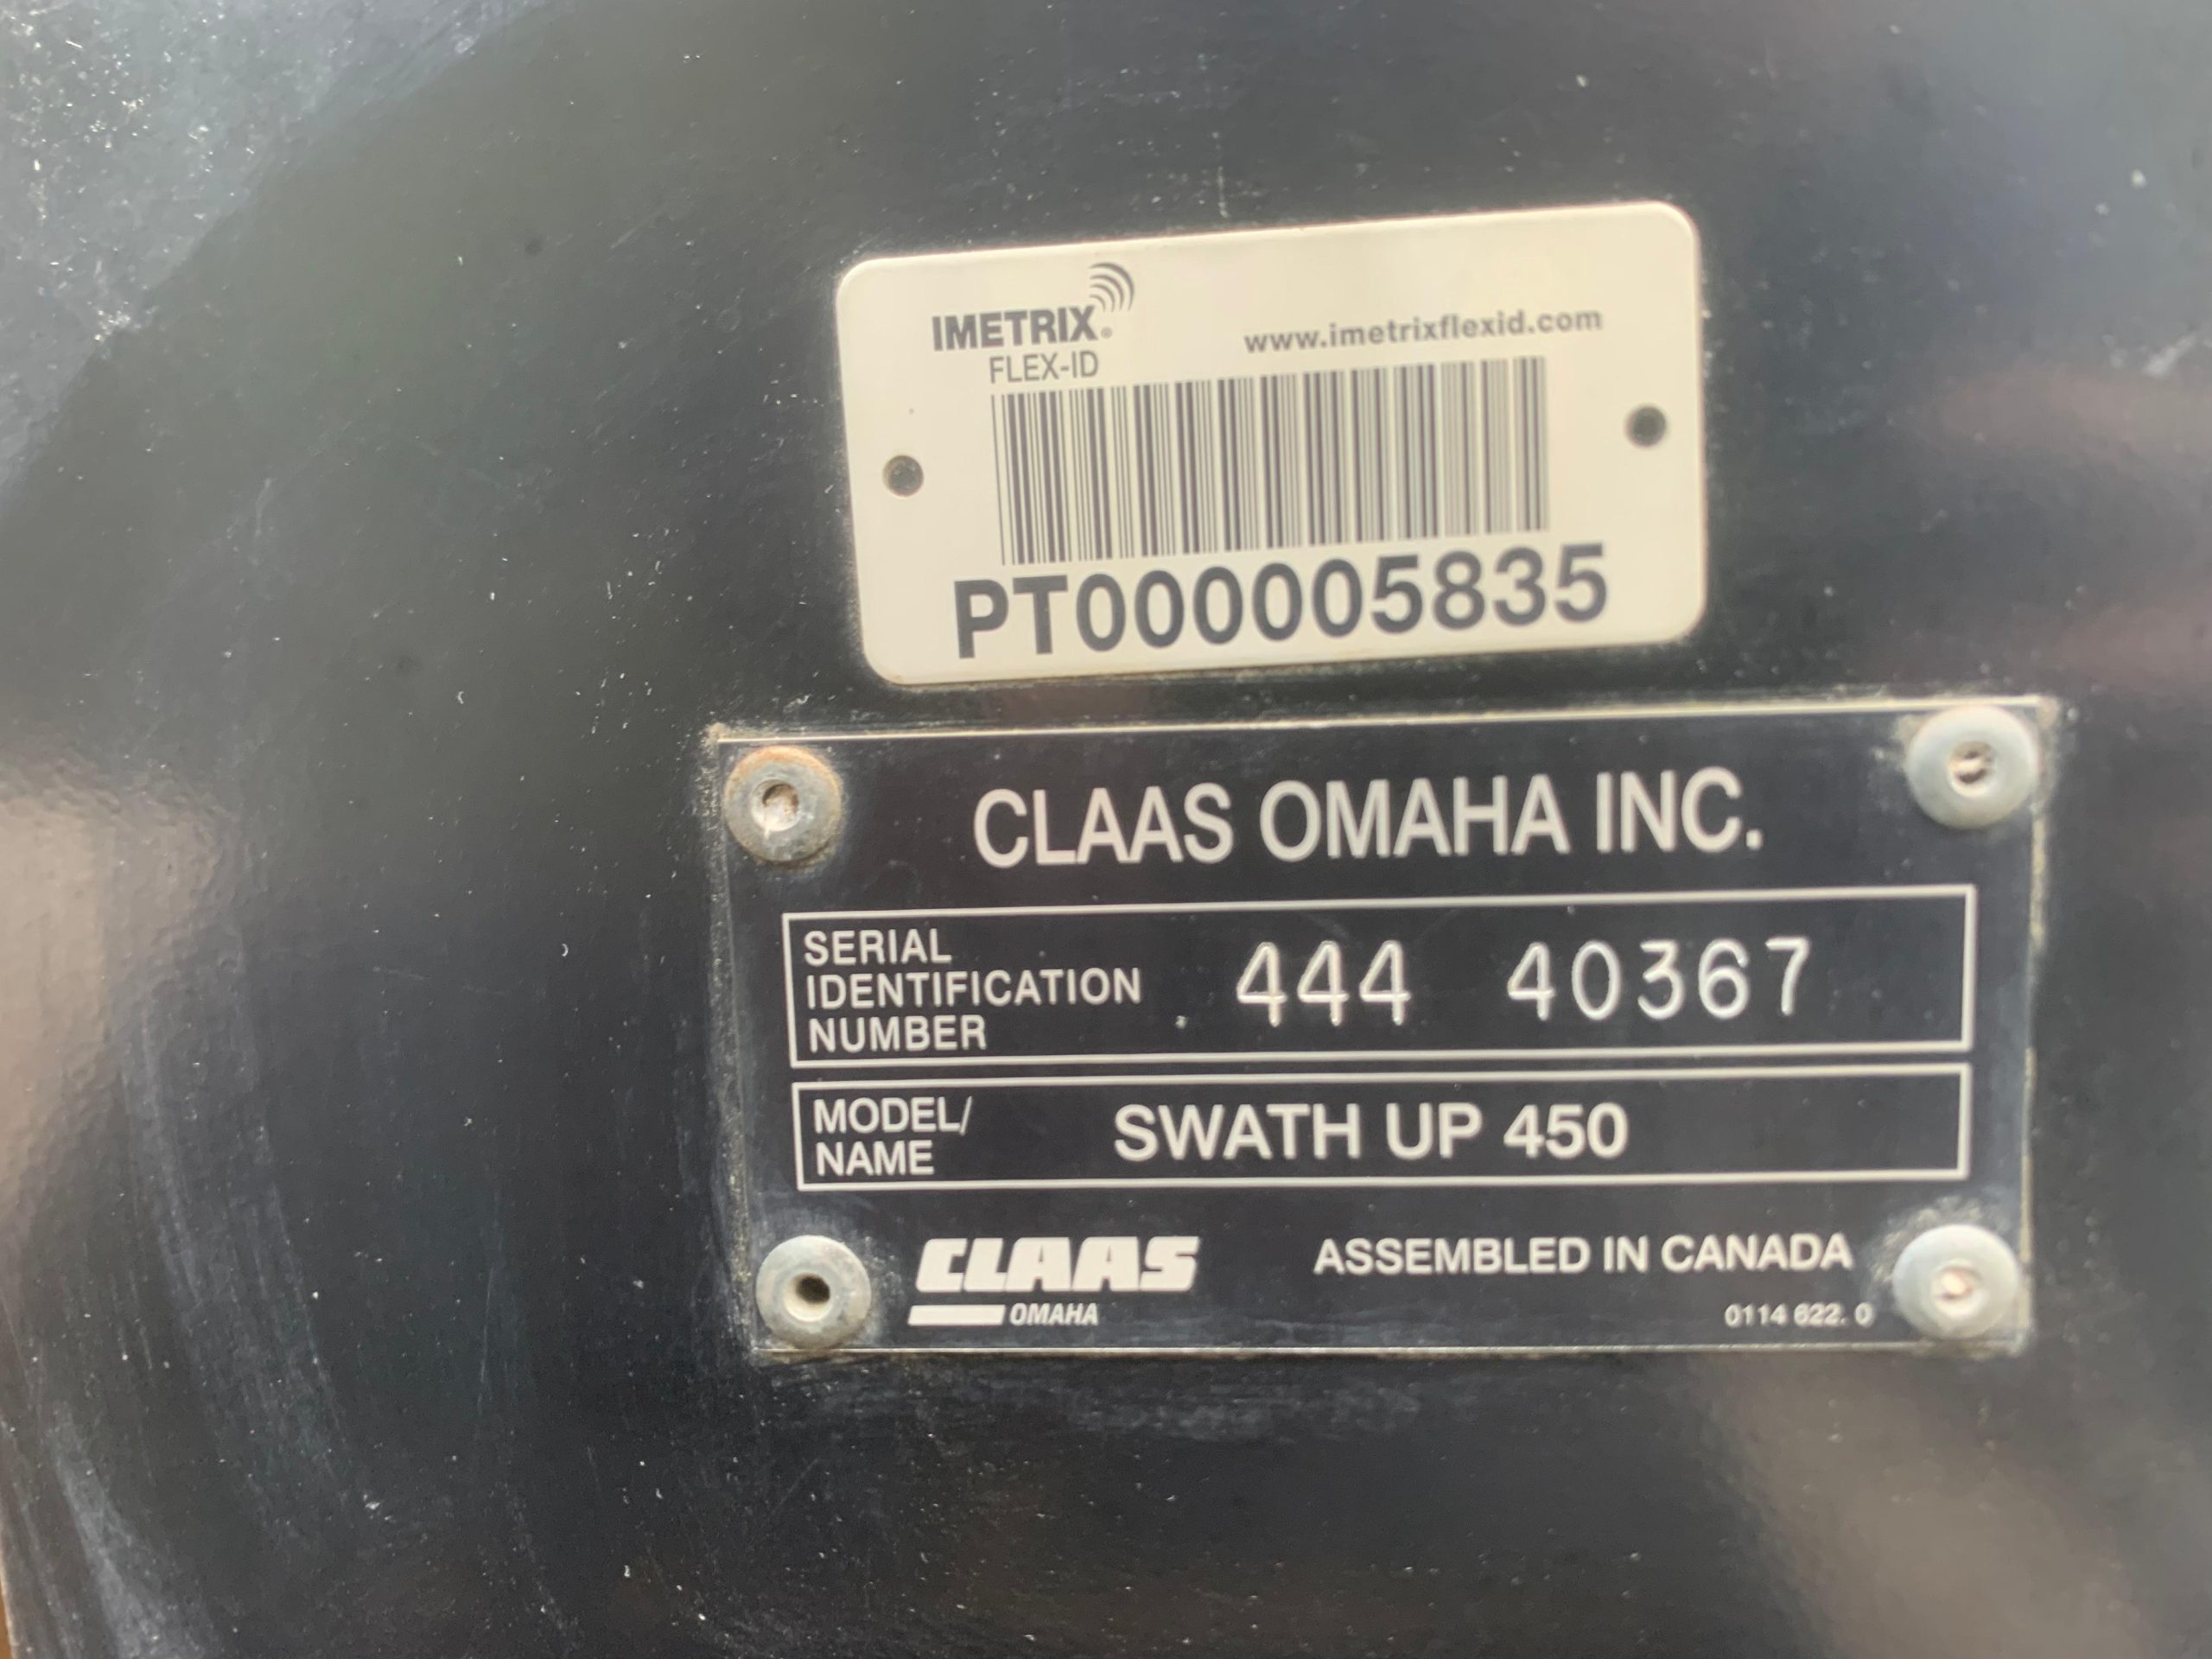 IMETRIX®
FLEX-ID
www.imetrixflexid.com
PT000005835
CLAAS OMAHA INC.
SERIAL
IDENTIFICATION
NUMBER
444 40367
MODEL/
NAME
SWATH UP 450
CLAAS
OMAHA
ASSEMBLED IN CANADA
0114 622. 0